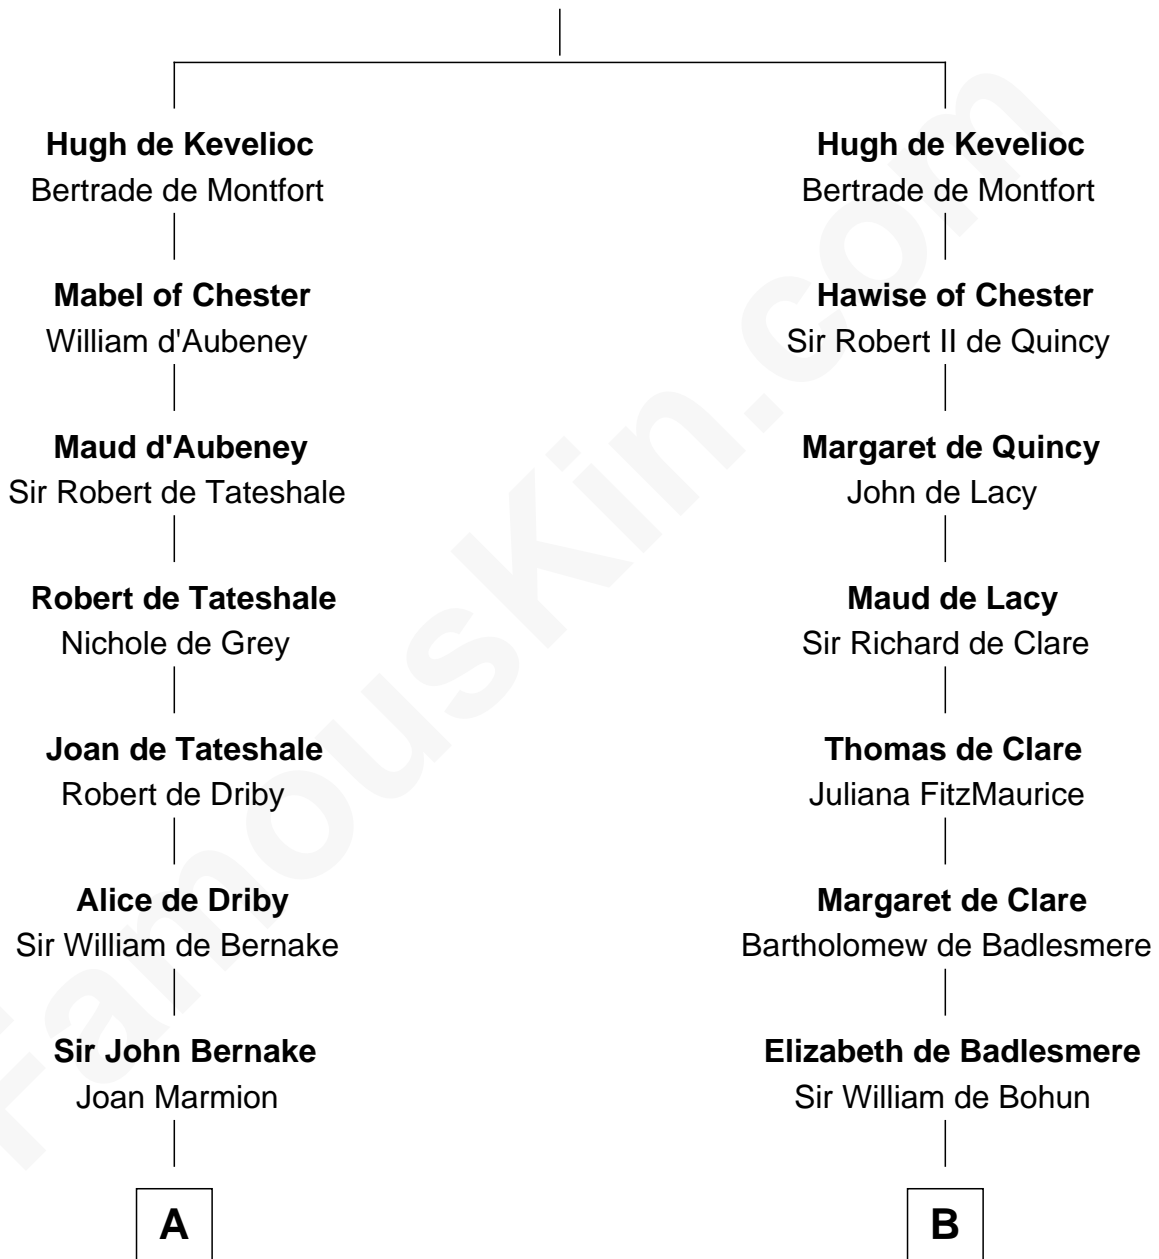 Hugh de Kevelioc
Bertrade de Montfort
Mabel of Chester
William d'Aubeney
Maud d'Aubeney
Sir Robert de Tateshale
Robert de Tateshale
Nichole de Grey
Joan de Tateshale
Robert de Driby
Alice de Driby
Sir William de Bernake
Sir John Bernake
Joan Marmion
A
Hugh de Kevelioc
Bertrade de Montfort
Hawise of Chester
Sir Robert II de Quincy
Margaret de Quincy
John de Lacy
Maud de Lacy
Sir Richard de Clare
Thomas de Clare
Juliana FitzMaurice
Margaret de Clare
Bartholomew de Badlesmere
Elizabeth de Badlesmere
Sir William de Bohun
B
FamousKin.com